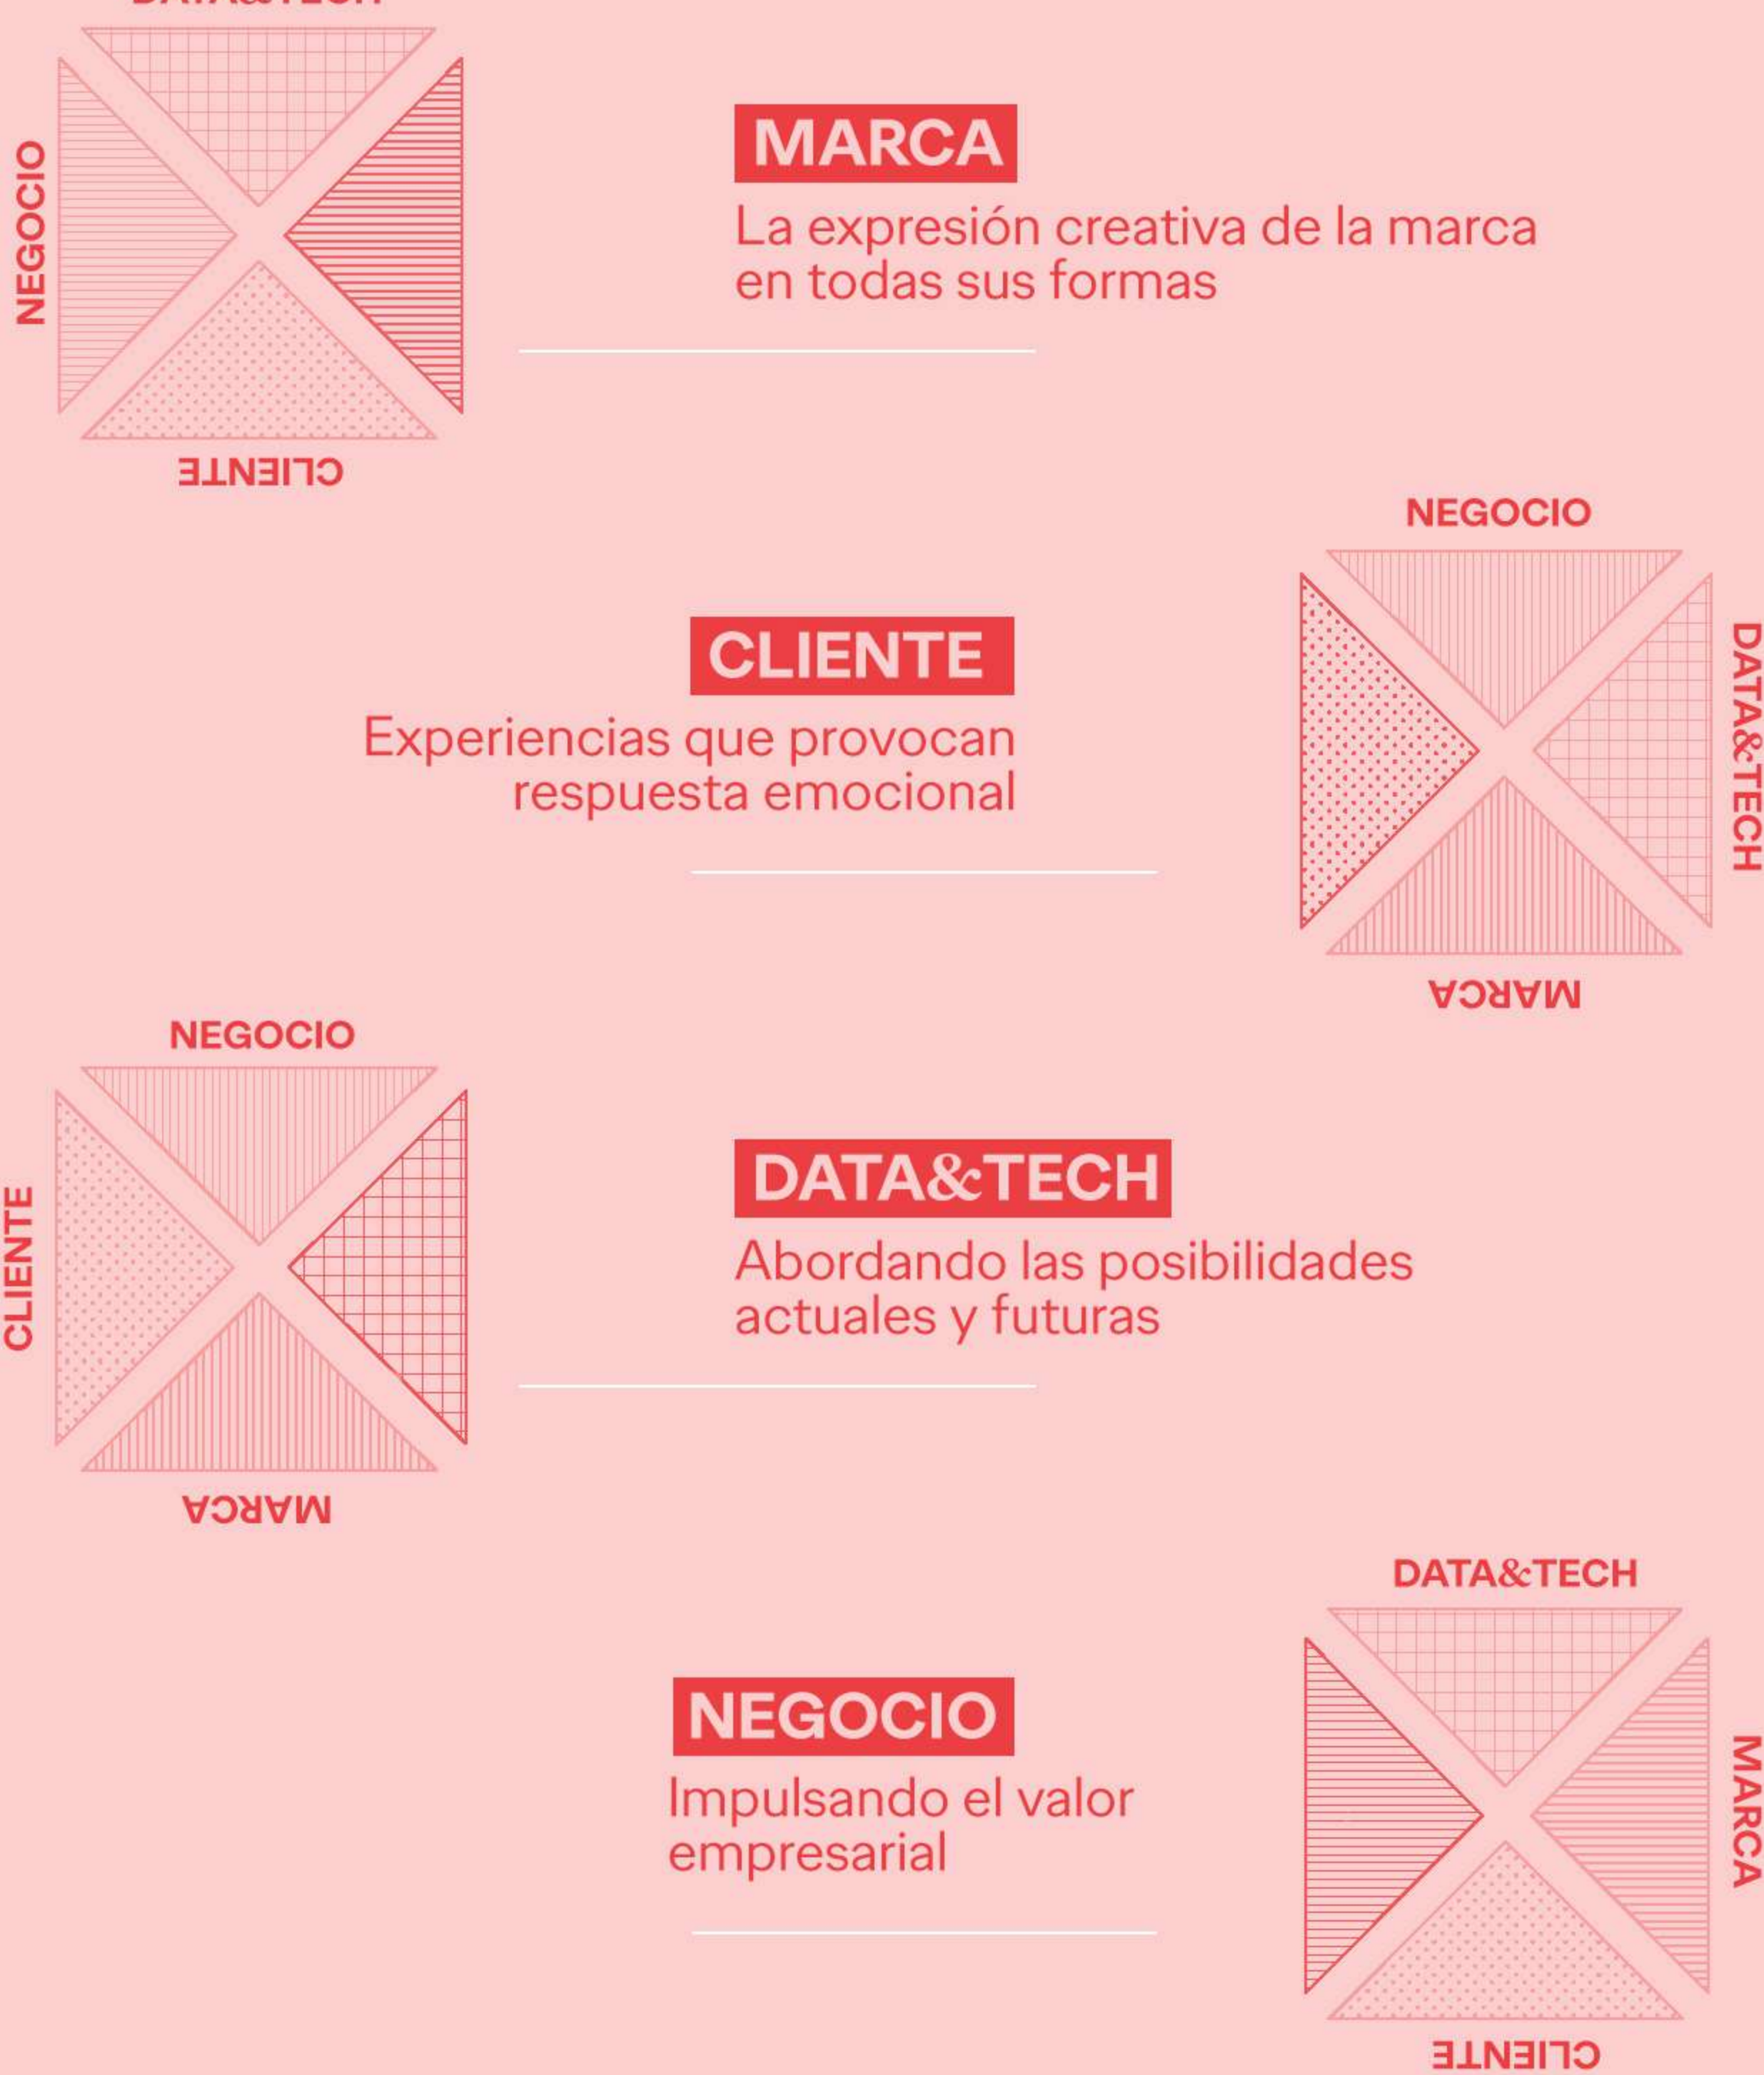 DATA&TECH
NEGOCIO
MARCA
La expresión creativa de la marca
en todas sus formas
CLIENTE
NEGOCIO
CLIENTE
Experiencias que provocan
respuesta emocional
DATA&TECH
MARCA
NEGOCIO
CLIENTE
DATA&TECH
Abordando las posibilidades
actuales y futuras
MARCA
DATA&TECH
NEGOCIO
Impulsando el valor
empresarial
MARCA
CLIENTE